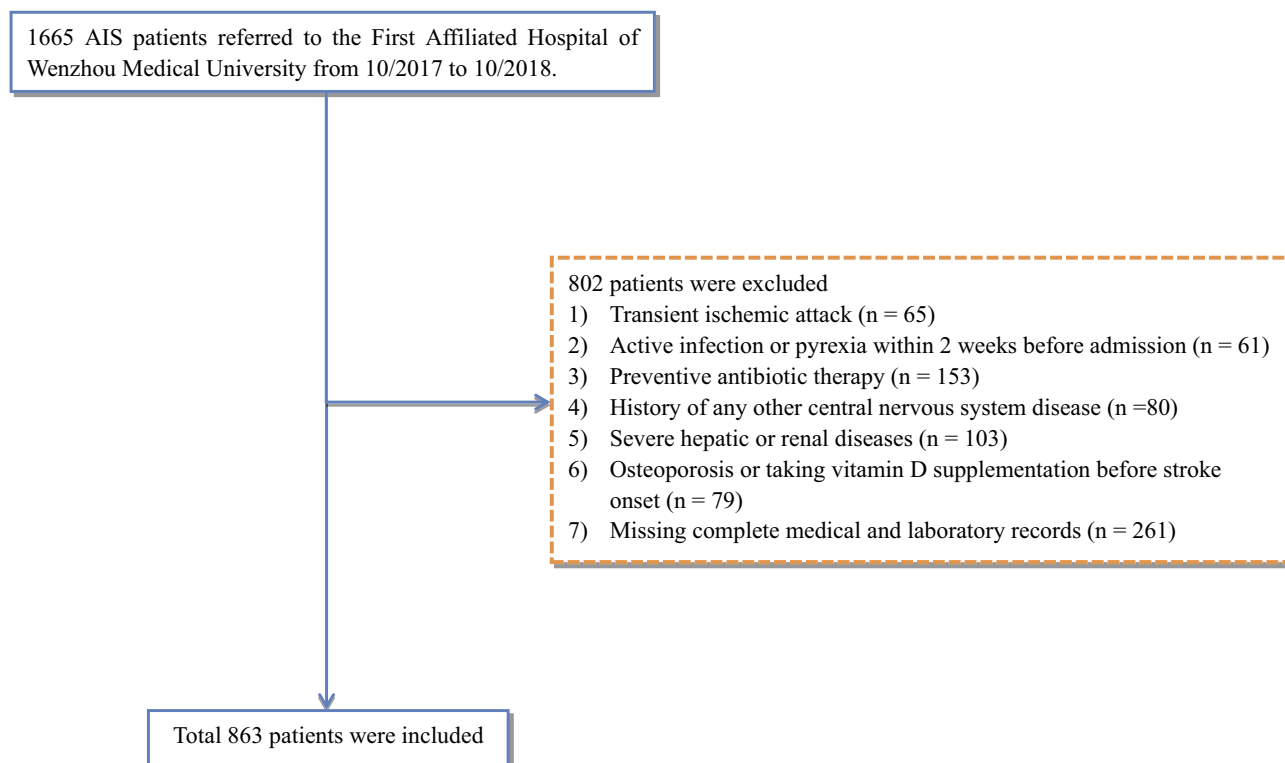 1665 AIS patients referred to the First Affiliated Hospital of
Wenzhou Medical University from 10/2017 to 10/2018.
802 patients were excluded
1) Transient ischemic attack (n = 65)
2) Active infection or pyrexia within 2 weeks before admission (n = 61)
3) Preventive antibiotic therapy (n = 153)
4) History of any other central nervous system disease (n =80)
5) Severe hepatic or renal diseases (n = 103)
6) Osteoporosis or taking vitamin D supplementation before stroke
onset (n = 79)
7) Missing complete medical and laboratory records (n = 261)
Total 863 patients were included